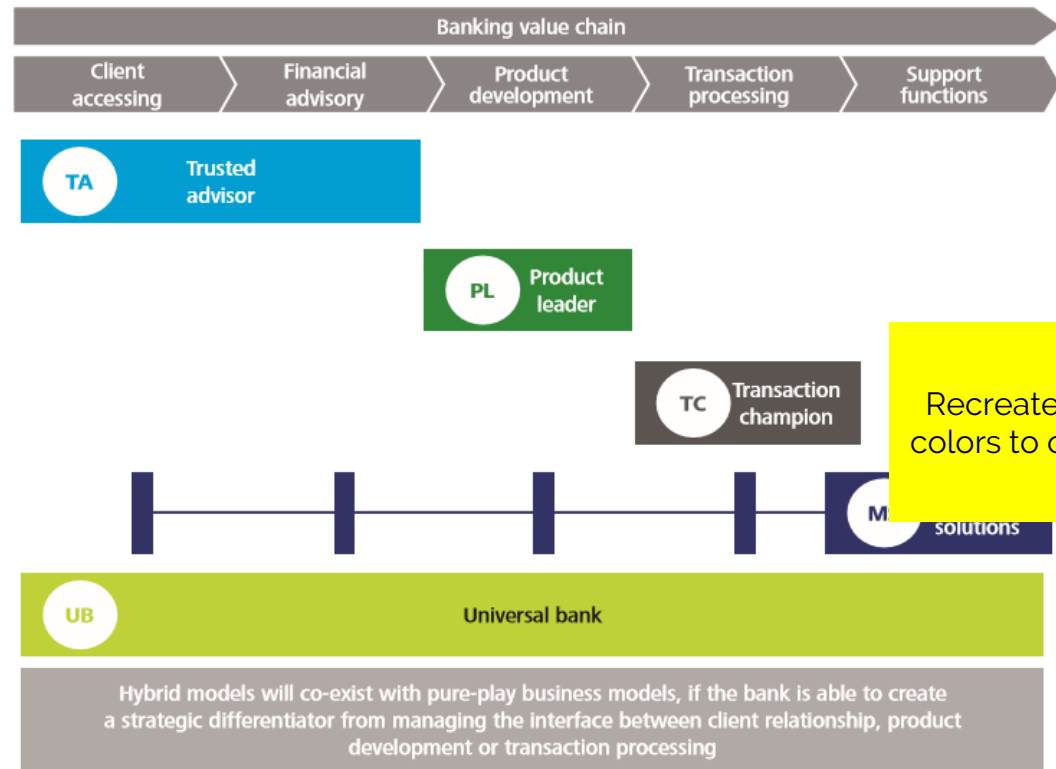 Banking value chain
Client
accessing
Financial
advisory
Product
development
Transaction
processing
Support
functions
TA
Trusted
advisor
PL
Product
leader
TC
Transaction
champion
Recreate
colors to
solutions
UB
Universal bank
Hybrid models will co-exist with pure-play business models, if the bank is able to create
a strategic differentiator from managing the interface between client relationship, product
development or transaction processing